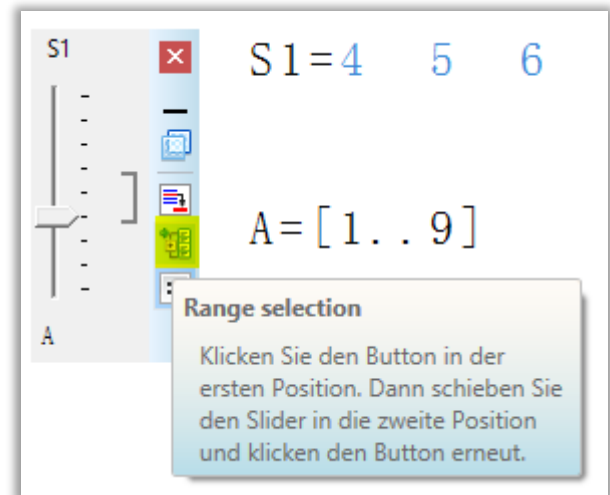 S1
S1=4 5 6
A=[1..9]
A
Range selection
Klicken Sie den Button in der
ersten Position. Dann schieben Sie
den Slider in die zweite Position
und klicken den Button erneut.